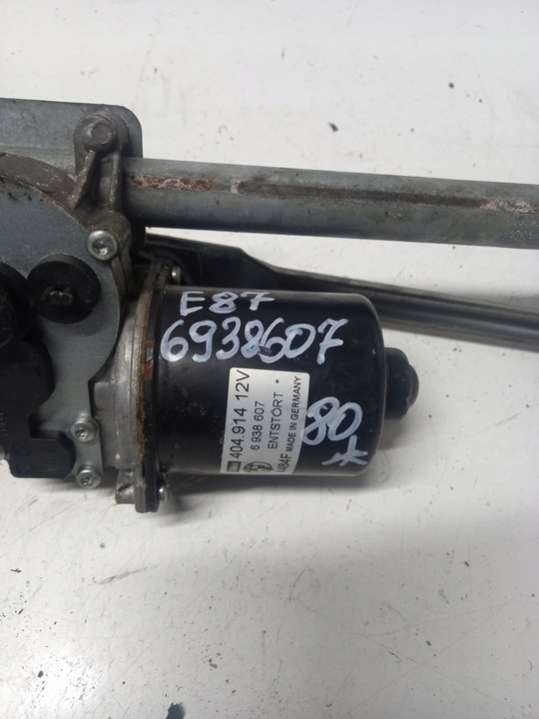 E87
6938607
404.914 12V
6 938 607
ENTSTÖRT
MADE IN GERMANY
80